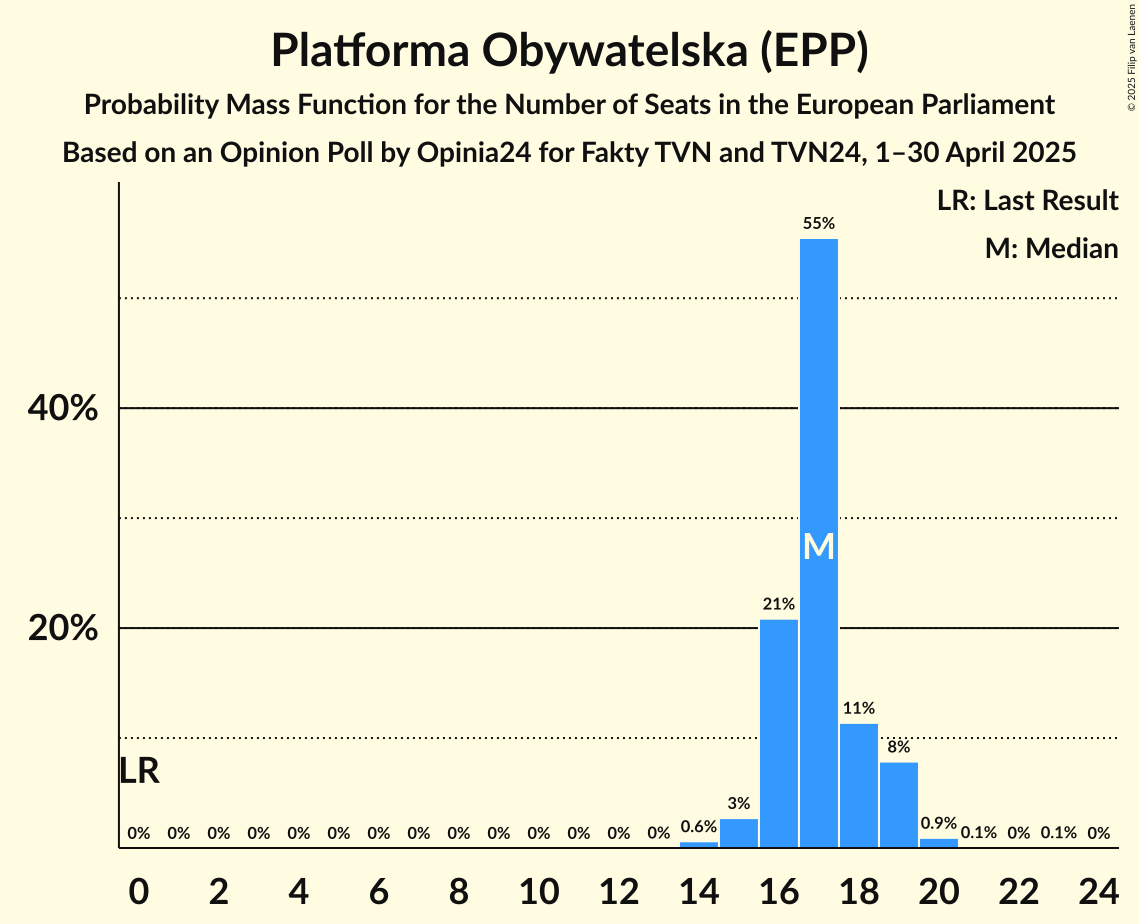 Platforma Obywatelska (EPP)
Probability Mass Function for the Number of Seats in the European Parliament
Based on an Opinion Poll by Opinia24 for Fakty TVN and TVN24, 1–30 April 2025
© 2025 Filip van Laenen
LR: Last Result
M: Median
55%
40%
M
21%
20%
11%
8%
LR
3%
0% 0% 0% 0% 0% 0% 0% 0% 0% 0% 0% 0% 0% 0% 0.6% 0.9% 0.1% 0% 0.1% 0%
0 2 4 6 8 10 12 14 16 18 20 22 24